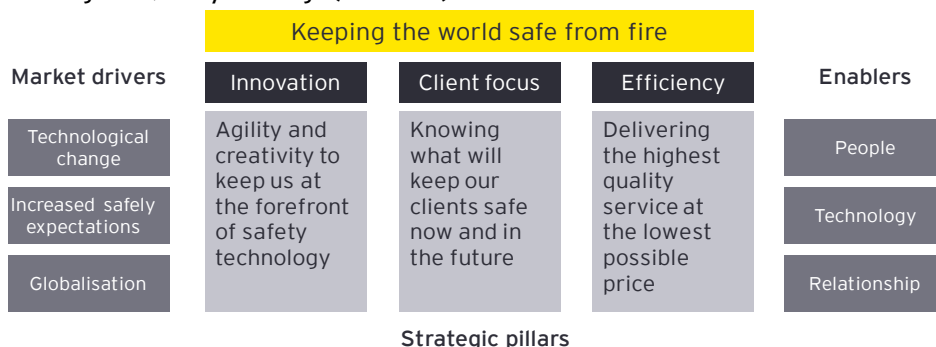 Keeping the world safe from fire
Market drivers
Innovation
Client focus
Efficiency
Enablers
Technological
change
Increased safely
expectations
Globalisation
Agility and
creativity to
keep us at
the forefront
of safety
technology
Knowing
what will
keep our
clients safe
now and in
the future
Delivering
the highest
quality
service at
the lowest
possible
price
People
Technology
Relationship
Strategic pillars